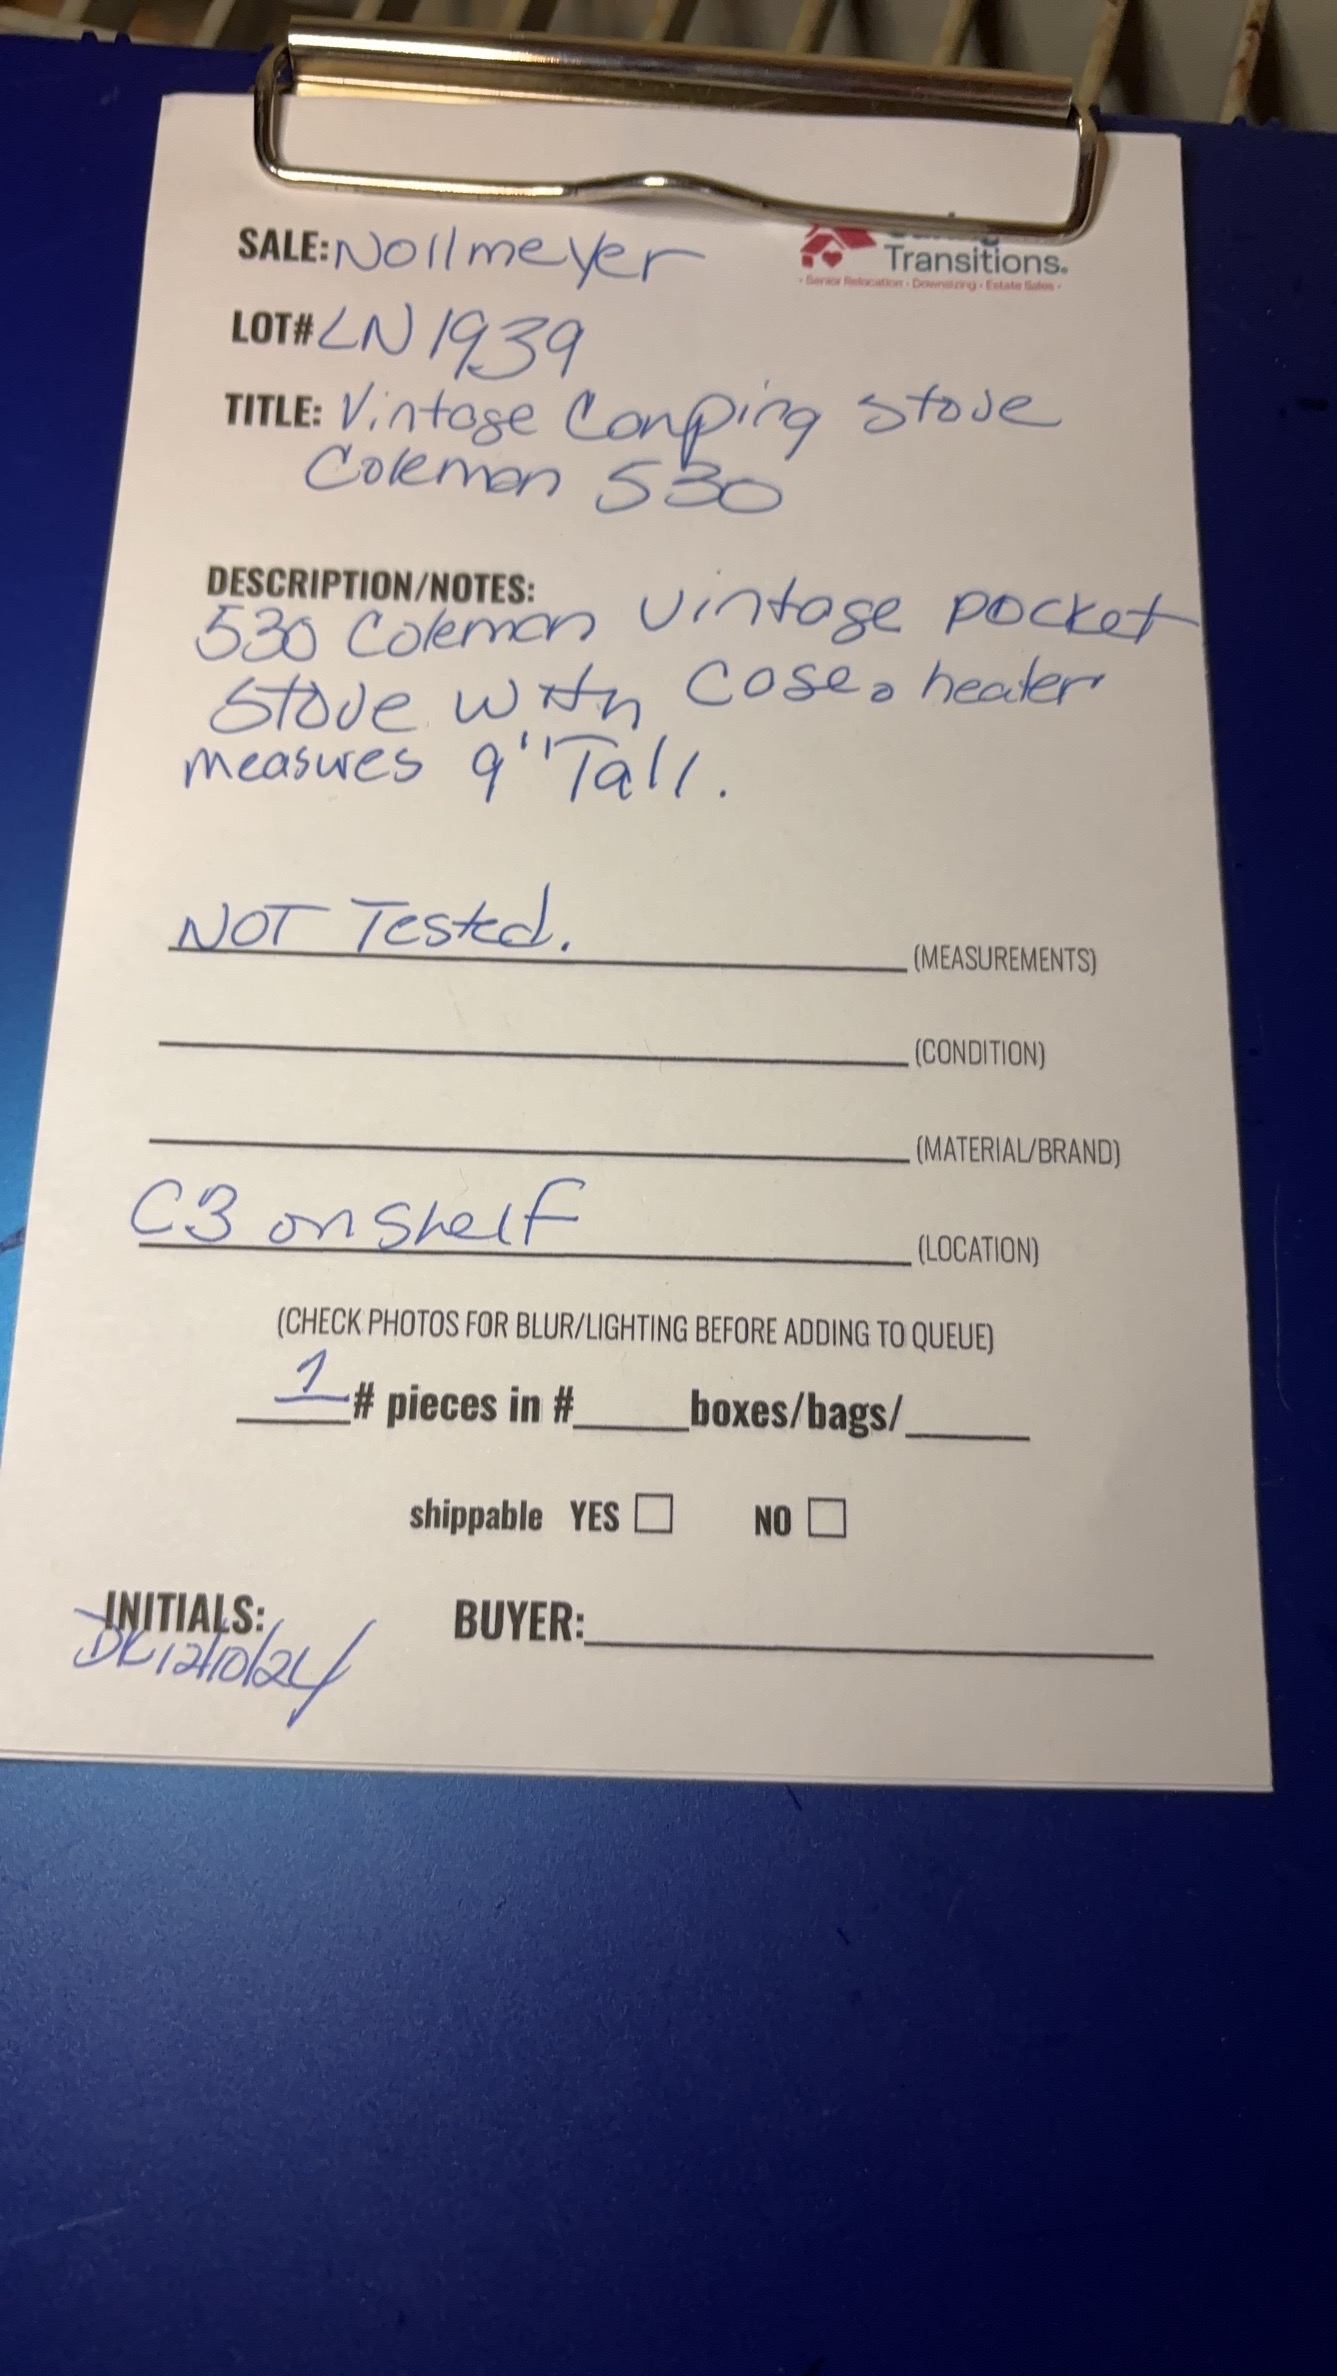 Transitions.
- Senior Relocation - Downsizing - Estate Sales -
SALE: Nollmeyer
LOT# LN 1939
TITLE: Vintage Camping Stove
Coleman 530
DESCRIPTION/NOTES:
530 Coleman vintage pocket
Stove with Case. heater
measures 9" Tall.
NOT Tested. (MEASUREMENTS)
(CONDITION)
(MATERIAL/BRAND)
C3 on shelf (LOCATION)
(CHECK PHOTOS FOR BLUR/LIGHTING BEFORE ADDING TO QUEUE)
1 # pieces in # boxes/bags/
shippable YES NO
INITIALS: BUYER:
DK 12/10/24